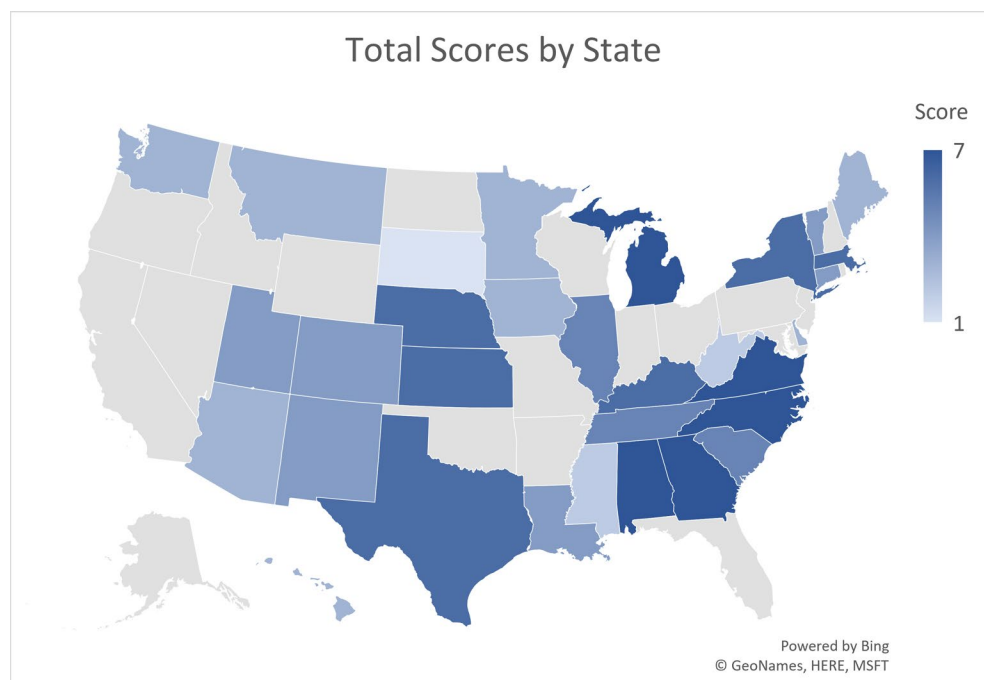 Total Scores by State
Score
7
1
Powered by Bing
© GeoNames, HERE, MSFT